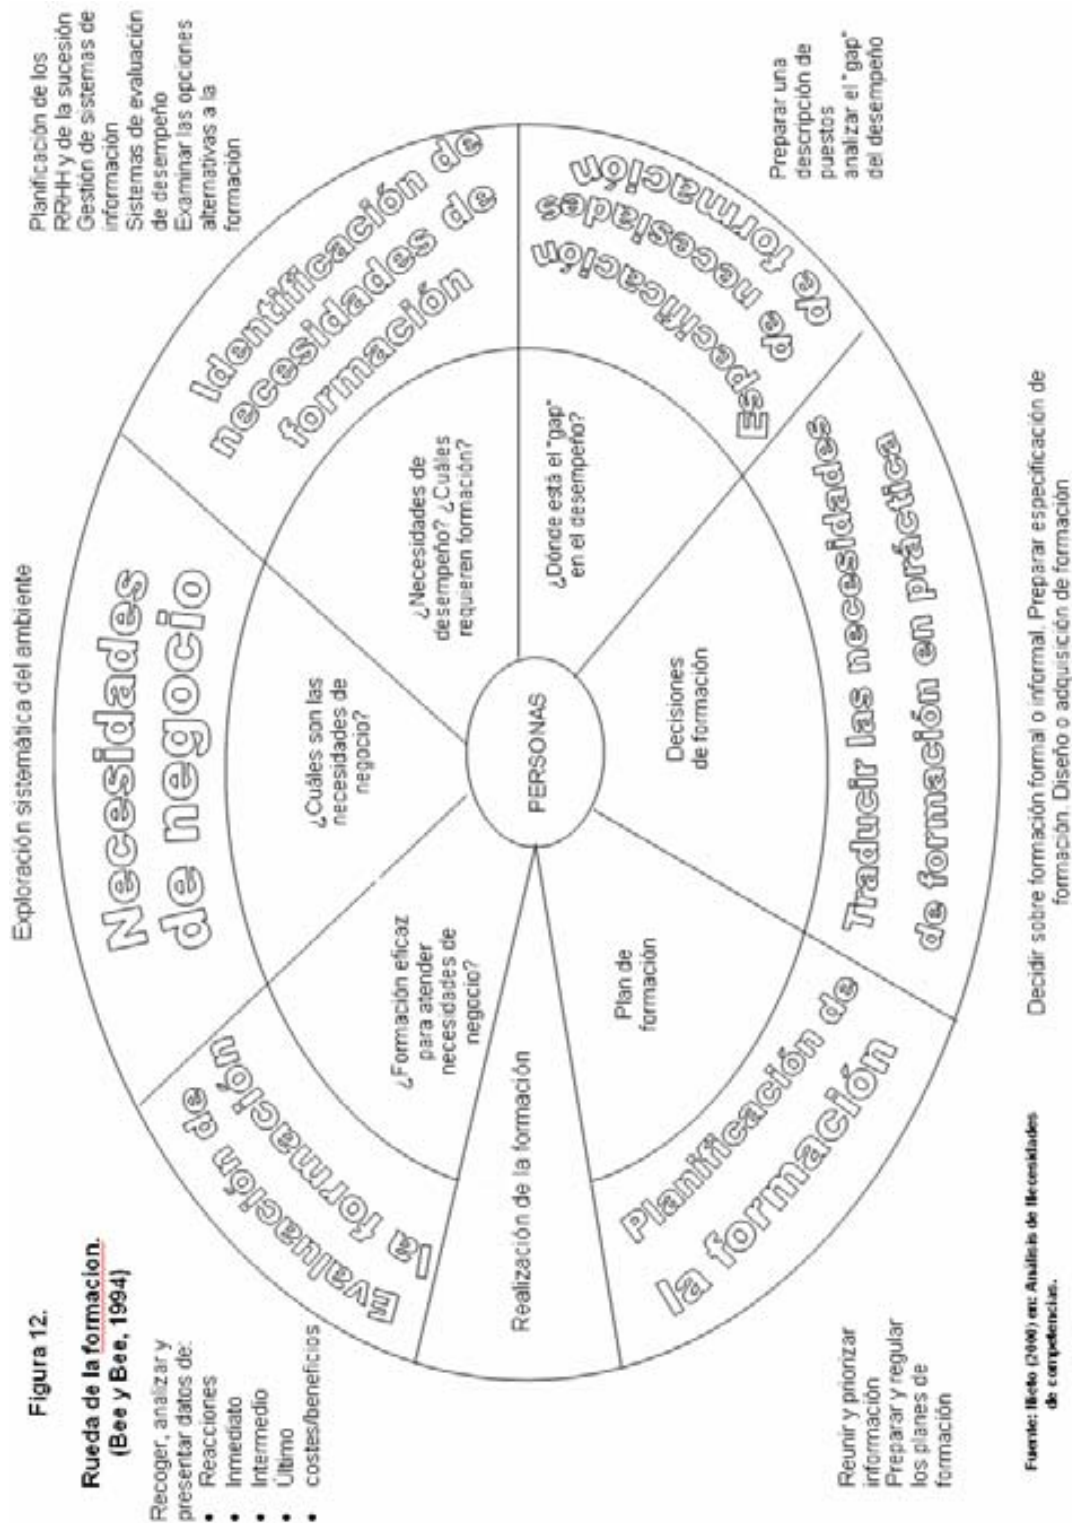 Figura 12.
Rueda de la formacion.
(Bee y Bee, 1994)
Exploración sistemática del ambiente
Planificación de los
RRHH y de la sucesión
Gestión de sistemas de
información
Sistemas de evaluación
de desempeño
Examinar las opciones
alternativas a la
formación
Recoger, analizar y
presentar datos de:
• Reacciones
• Inmediato
• Intermedio
• Último
• costes/beneficios
Necesidades
de negocio
Identificación de
necesidades de
formación
Especificación
de neccesiades
de formación
Traducir las necesidades
de formación en práctica
Planificación de
la formación
Realización de la formación
Evaluación de
la formación
¿Cuáles son las
necesidades de
negocio?
¿Necesidades de
desempeño? ¿Cuáles
requieren formación?
¿Dónde está el "gap"
en el desempeño?
Decisiones
de formación
Plan de
formación
¿Formación eficaz
para atender
necesidades de
negocio?
PERSONAS
Preparar una
descripción de
puestos
analizar el "gap"
del desempeño
Reunir y priorizar
información
Preparar y regular
los planes de
formación
Decidir sobre formación formal o informal. Preparar especificación de
formación. Diseño o adquisición de formación
Fuente: Nieto (2000) en: Análisis de Necesidades
de competencias.